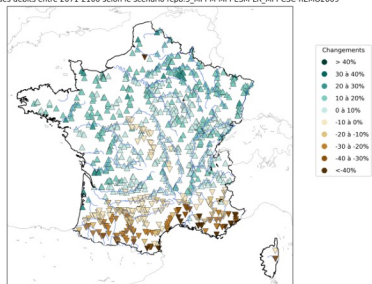 des débits entre 2071-2100 selon le scénario rcp8.5_MPI-M-MPI-ESM-LR_MPI-CSC-REMO2009
Changements
> 40%
30 à 40%
20 à 30%
10 à 20%
0 à 10%
-10 à 0%
-20 à -10%
-30 à -20%
-40 à -30%
<-40%